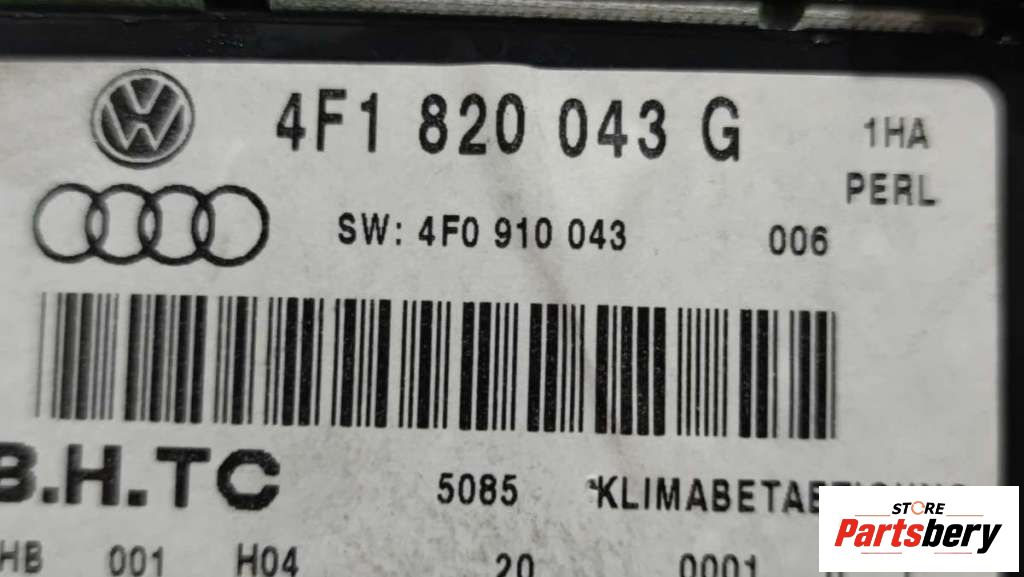 4F1 820 043 G 1HA
PERL
SW: 4F0 910 043 006
B.H.TC 5085
HB 001 H04 20 0001
STORE
Partsbery